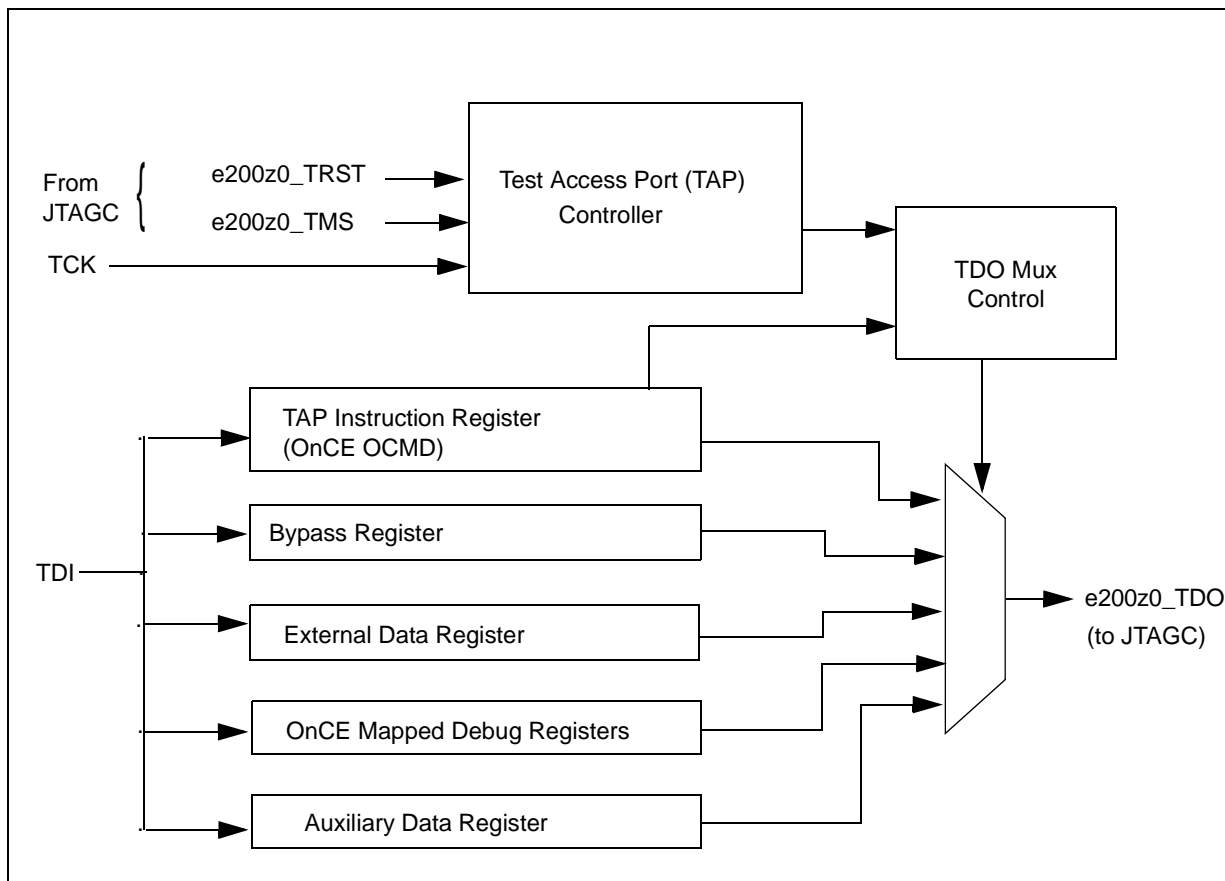 From
JTAGC
e200z0_TRST
e200z0_TMS
TCK
Test Access Port (TAP)
Controller
TDO Mux
Control
TAP Instruction Register
(OnCE OCMD)
Bypass Register
TDI
External Data Register
OnCE Mapped Debug Registers
Auxiliary Data Register
e200z0_TDO
(to JTAGC)